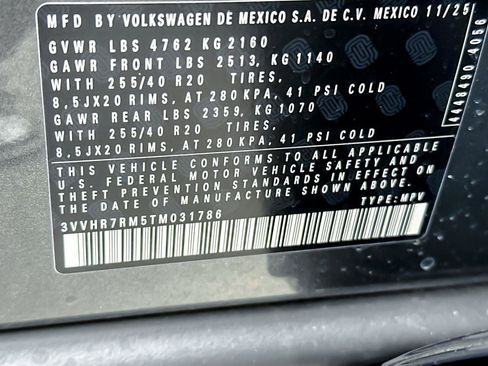 MFD BY VOLKSWAGEN DE MEXICO S.A. DE C.V. MEXICO 11/25
GVWR LBS 4762 KG 2160
GAWR FRONT LBS 2513, KG 1140
WITH 255/40 R20 TIRES,
8,5JX20 RIMS, AT 280 KPA, 41 PSI COLD
GAWR REAR LBS 2359, KG 1070
WITH 255/40 R20 TIRES,
8,5JX20 RIMS, AT 280 KPA, 41 PSI COLD
THIS VEHICLE CONFORMS TO ALL APPLICABLE
U.S. FEDERAL MOTOR VEHICLE SAFETY AND
THEFT PREVENTION STANDARDS IN EFFECT ON
THE DATE OF MANUFACTURE SHOWN ABOVE
3VVHR7RM5TM031786 TYPE: MPV
4449490 4056